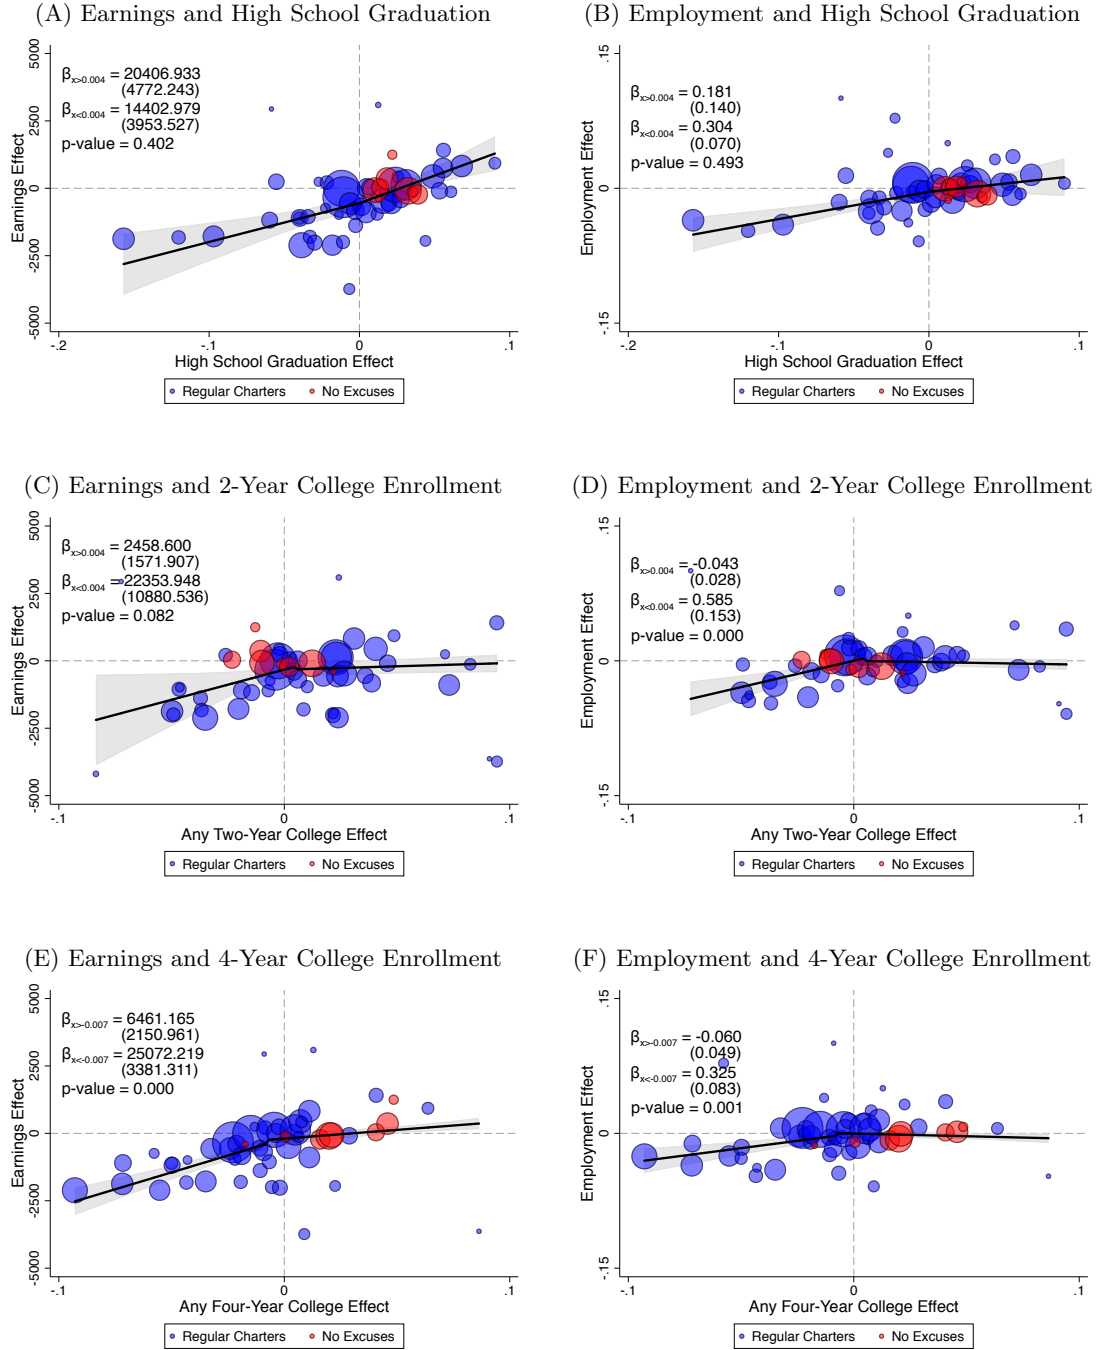 (A) Earnings and High School Graduation
5000
2500
0
-2500
-5000
Earnings Effect
βx>0.004 = 20406.933
(4772.243)
βx<0.004 = 14402.979
(3953.527)
p-value = 0.402
-.2
-.1
0
.1
High School Graduation Effect
Regular Charters
No Excuses
(B) Employment and High School Graduation
.15
0
-.15
Employment Effect
βx>0.004 = 0.181
(0.140)
βx<0.004 = 0.304
(0.070)
p-value = 0.493
-.2
-.1
0
.1
High School Graduation Effect
Regular Charters
No Excuses
(C) Earnings and 2-Year College Enrollment
5000
2500
0
-2500
-5000
Earnings Effect
βx>0.004 = 2458.600
(1571.907)
βx<0.004 = 22353.948
(10880.536)
p-value = 0.082
-.1
0
.1
Any Two-Year College Effect
Regular Charters
No Excuses
(D) Employment and 2-Year College Enrollment
.15
0
-.15
Employment Effect
βx>0.004 = -0.043
(0.028)
βx<0.004 = 0.585
(0.153)
p-value = 0.000
-.1
0
.1
Any Two-Year College Effect
Regular Charters
No Excuses
(E) Earnings and 4-Year College Enrollment
5000
2500
0
-2500
-5000
Earnings Effect
βx>-0.007 = 6461.165
(2150.961)
βx<-0.007 = 25072.219
(3381.311)
p-value = 0.000
-.1
0
.1
Any Four-Year College Effect
Regular Charters
No Excuses
(F) Employment and 4-Year College Enrollment
.15
0
-.15
Employment Effect
βx>-0.007 = -0.060
(0.049)
βx<-0.007 = 0.325
(0.083)
p-value = 0.001
-.1
0
.1
Any Four-Year College Effect
Regular Charters
No Excuses